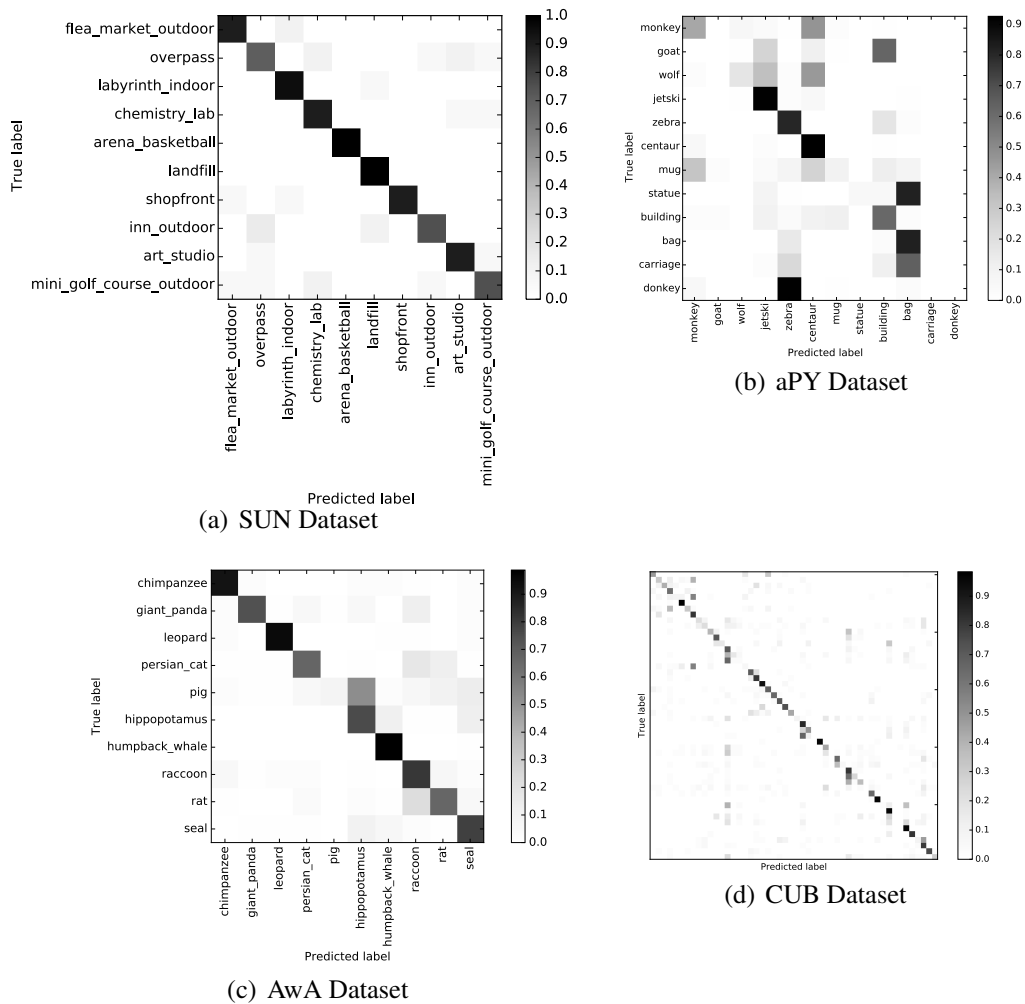 flea_market_outdoor
overpass
labyrinth_indoor
chemistry_lab
arena_basketball
landfill
shopfront
inn_outdoor
art_studio
mini_golf_course_outdoor
True label
flea_market_outdoor
overpass
labyrinth_indoor
chemistry_lab
arena_basketball
landfill
shopfront
inn_outdoor
art_studio
mini_golf_course_outdoor
Predicted label
1.0
0.9
0.8
0.7
0.6
0.5
0.4
0.3
0.2
0.1
0.0
(a) SUN Dataset
monkey
goat
wolf
jetski
zebra
centaur
mug
statue
building
bag
carriage
donkey
True label
monkey
goat
wolf
jetski
zebra
centaur
mug
statue
building
bag
carriage
donkey
Predicted label
0.9
0.8
0.7
0.6
0.5
0.4
0.3
0.2
0.1
0.0
(b) aPY Dataset
chimpanzee
giant_panda
leopard
persian_cat
pig
hippopotamus
humpback_whale
raccoon
rat
seal
True label
chimpanzee
giant_panda
leopard
persian_cat
pig
hippopotamus
humpback_whale
raccoon
rat
seal
Predicted label
0.9
0.8
0.7
0.6
0.5
0.4
0.3
0.2
0.1
0.0
(c) AwA Dataset
True label
Predicted label
0.9
0.8
0.7
0.6
0.5
0.4
0.3
0.2
0.1
0.0
(d) CUB Dataset